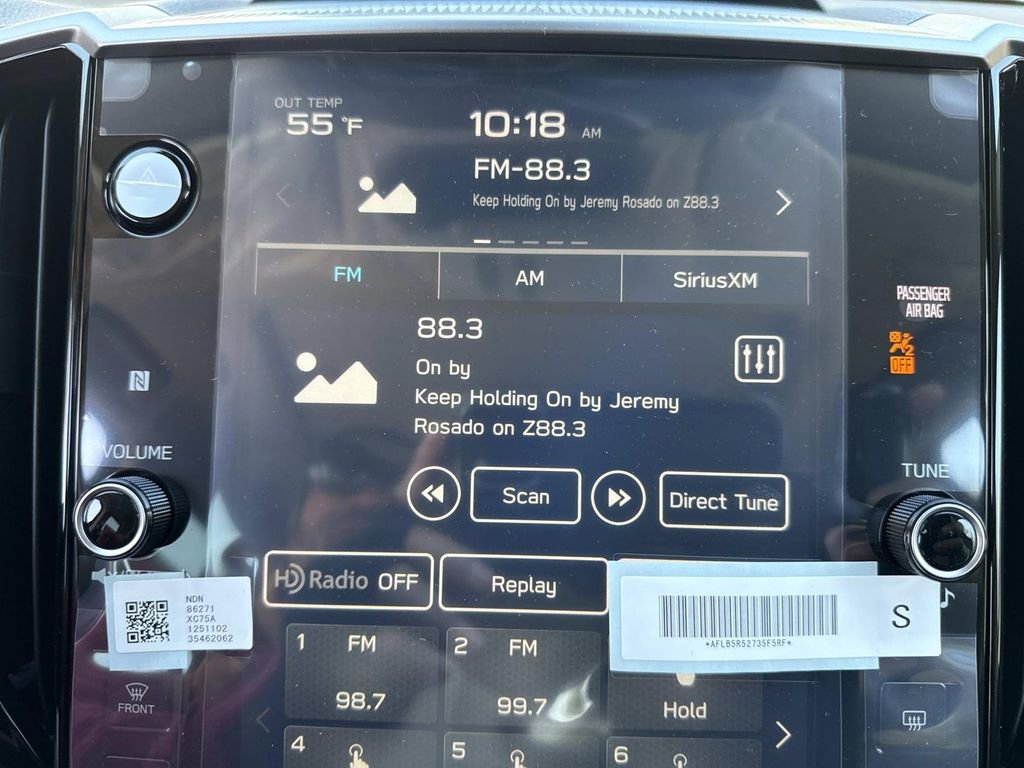 OUT TEMP
55 °F
10:18 AM
FM-88.3
Keep Holding On by Jeremy Rosado on Z88.3
FM
AM
SiriusXM
PASSENGER
AIR BAG
OFF
88.3
On by
Keep Holding On by Jeremy
Rosado on Z88.3
N
VOLUME
TUNE
Scan
Direct Tune
HD Radio OFF
Replay
NDN
86271
XC75A
1251102
35462062
*AFLB5R52735F5RF*
S
1 FM
98.7
2 FM
99.7
Hold
FRONT
4
5
6